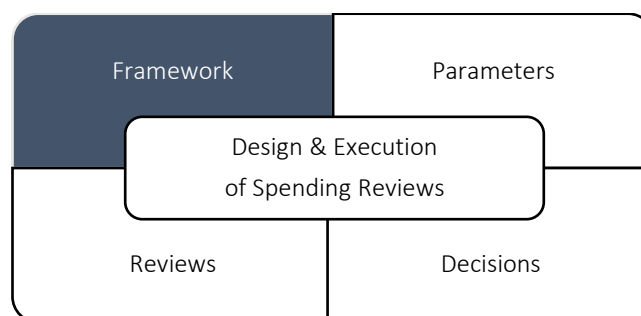 Framework
Parameters
Design & Execution
of Spending Reviews
Reviews
Decisions